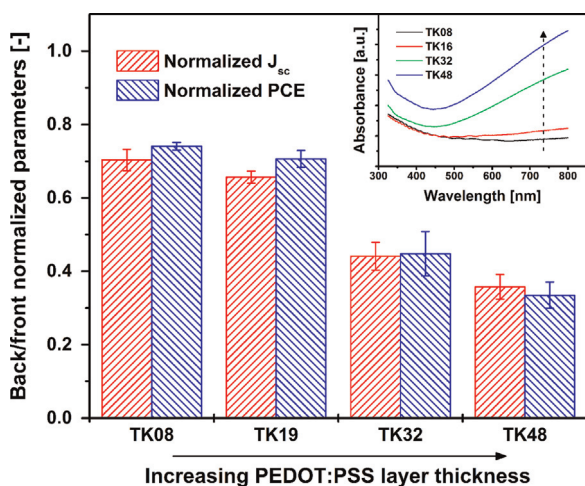 Back/front normalized parameters [-]
1.0
0.8
0.6
0.4
0.2
0.0
Normalized Jsc
Normalized PCE
Absorbance [a.u.]
TK08
TK16
TK32
TK48
300 400 500 600 700 800
Wavelength [nm]
TK08 TK19 TK32 TK48
Increasing PEDOT:PSS layer thickness